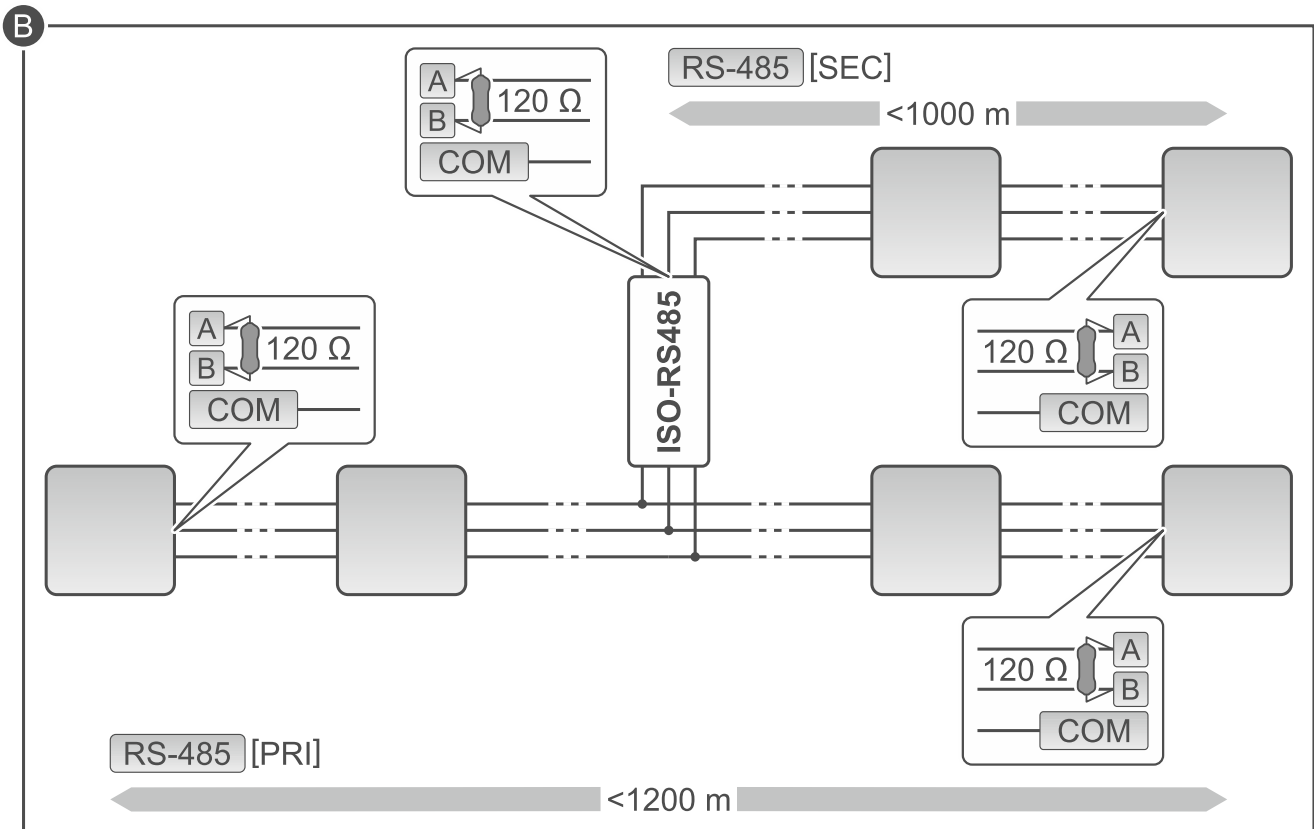 B
RS-485 [SEC]
<1000 m
A
B
120 Ω
COM
ISO-RS485
A
B
120 Ω
COM
120 Ω
A
B
COM
120 Ω
A
B
COM
RS-485 [PRI]
<1200 m